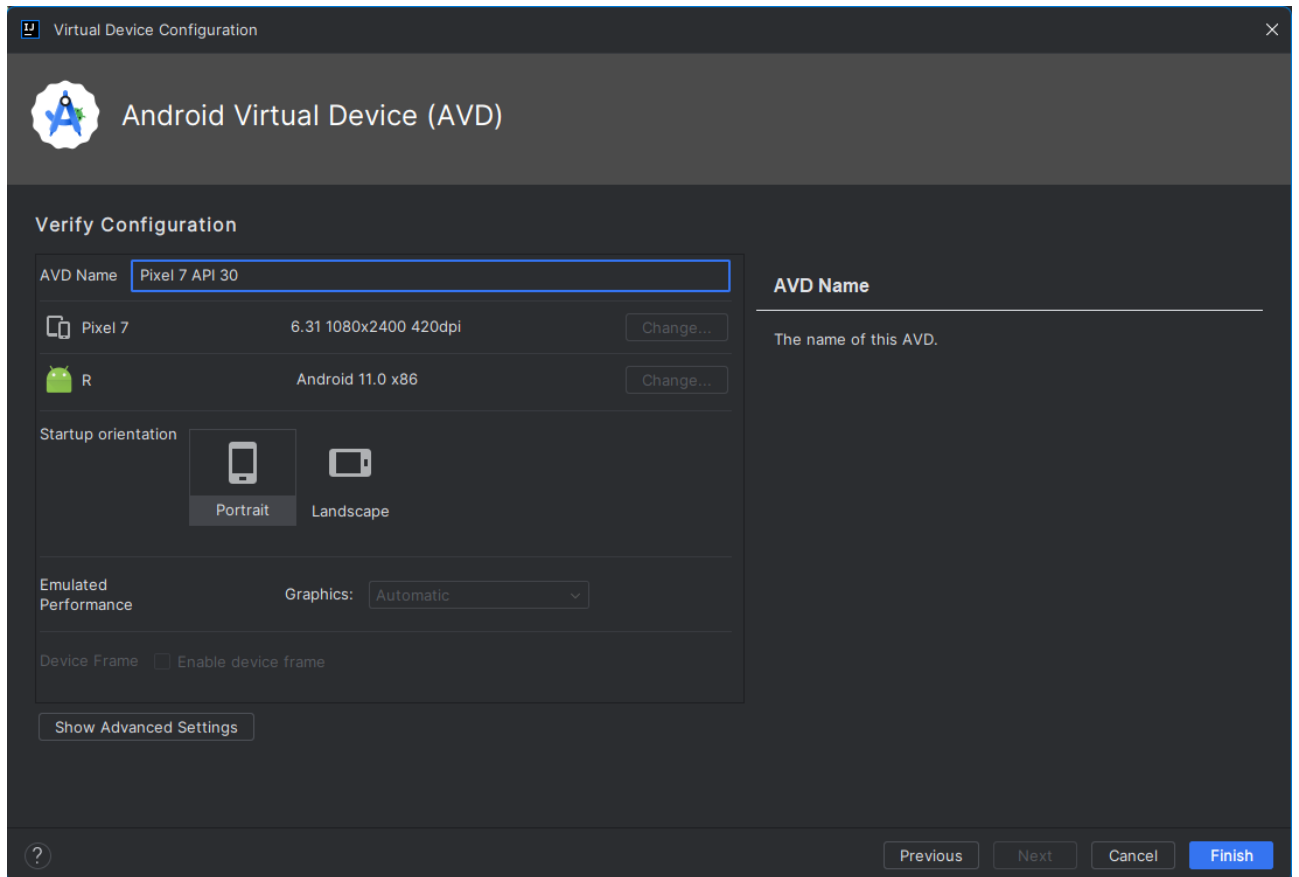 IJ
Virtual Device Configuration
Android Virtual Device (AVD)
Verify Configuration
AVD Name Pixel 7 API 30
Pixel 7 6.31 1080x2400 420dpi Change...
R Android 11.0 x86 Change...
Startup orientation
Portrait Landscape
Emulated
Performance
Graphics: Automatic
Device Frame Enable device frame
Show Advanced Settings
AVD Name
The name of this AVD.
? Previous Next Cancel Finish